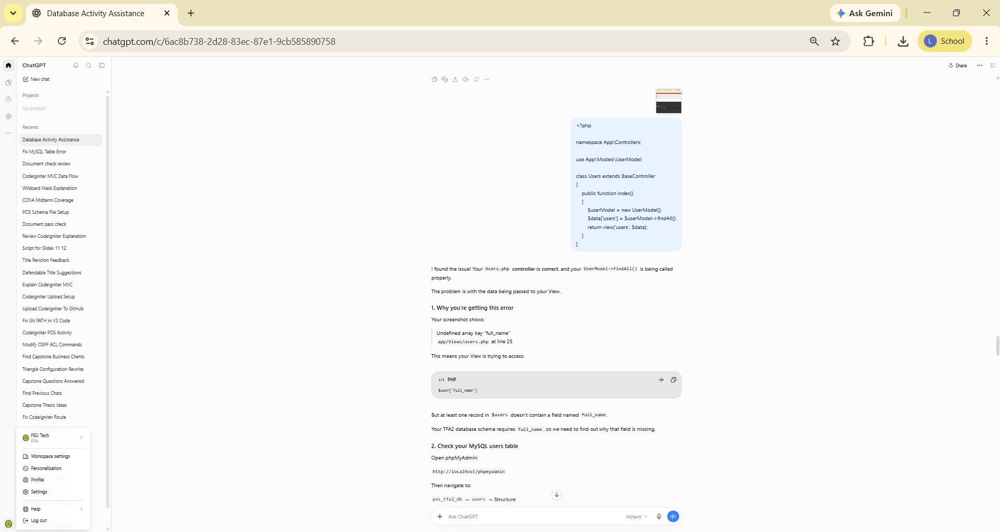 Database Activity Assistance
Ask Gemini
chatgpt.com/c/6ac8b738-2d28-83ec-87e1-9cb585890758
L School
ChatGPT
Share
New chat
Projects
No projects
Recents
Database Activity Assistance
Fix MySQL Table Error
Document check review
CodeIgniter MVC Data Flow
Wildcard Mask Explanation
CCNA Midterm Coverage
POS Schema File Setup
Document pass check
Review CodeIgniter Explanation
Script for Slides 11 12
Title Revision Feedback
Defendable Title Suggestions
Explain CodeIgniter MVC
CodeIgniter Upload Setup
Upload CodeIgniter To GitHub
Fix Git PATH in VS Code
CodeIgniter POS Activity
Modify OSPF ACL Commands
Find Capstone Business Clients
Triangle Configuration Rewrite
Capstone Questions Answered
Find Previous Chats
Capstone Thesis Ideas
Fix CodeIgniter Route
FEU Tech
EDU
Workspace settings
Personalization
Profile
Settings
Help
Log out
<?php
namespace App\Controllers;
use App\Models\UserModel;
class Users extends BaseController
{
public function index()
{
$userModel = new UserModel();
$data['users'] = $userModel->findAll();
return view('users', $data);
}
}
I found the issue! Your Users.php controller is correct, and your UserModel->findAll() is being called
properly.
The problem is with the data being passed to your View.
1. Why you're getting this error
Your screenshot shows:
Undefined array key "full_name"
app/Views/users.php at line 25
This means your View is trying to access:
</> PHP
$user['full_name']
But at least one record in $users doesn't contain a field named full_name.
Your TFA2 database schema requires full_name, so we need to find out why that field is missing.
2. Check your MySQL users table
Open phpMyAdmin:
http://localhost/phpmyadmin
Then navigate to:
pos_tfa2_db → users → Structure
Ask ChatGPT
Instant